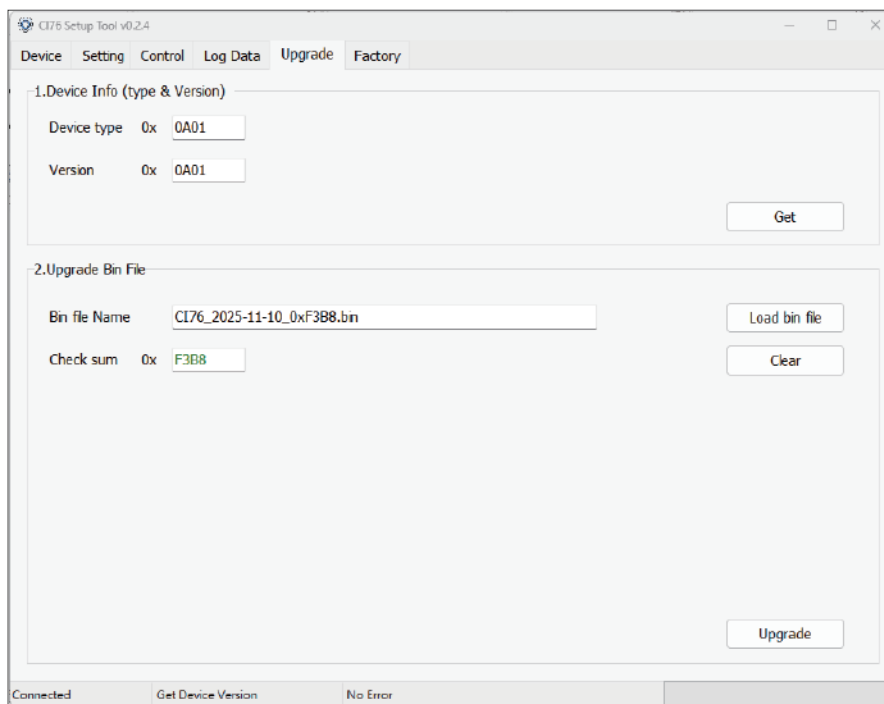 CI76 Setup Tool v0.2.4
Device Setting Control Log Data Upgrade Factory
1.Device Info (type & Version)
Device type 0x 0A01
Version 0x 0A01
Get
2.Upgrade Bin File
Bin file Name CI76_2025-11-10_0xF3B8.bin Load bin file
Check sum 0x F3B8 Clear
Upgrade
Connected Get Device Version No Error